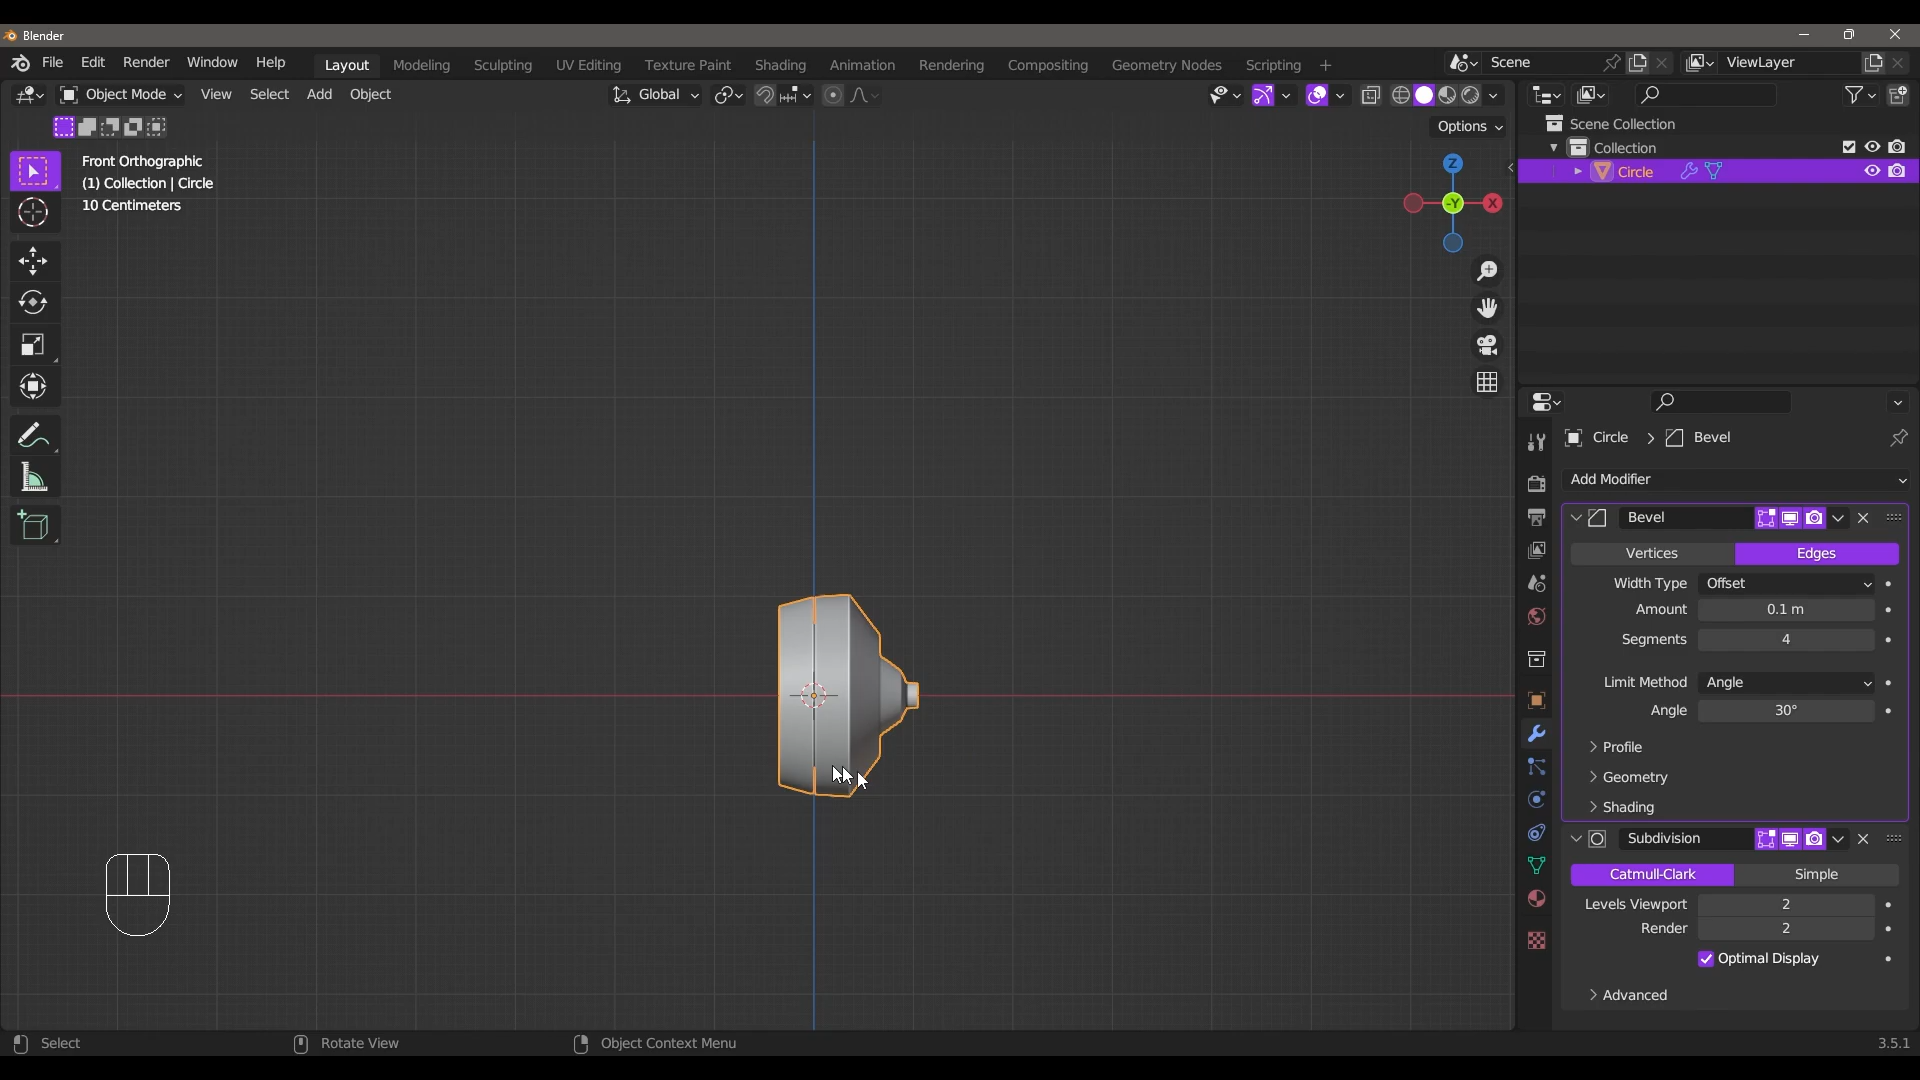 Blender
File Edit Render Window Help Layout Modeling Sculpting UV Editing Texture Paint Shading Animation Rendering Compositing Geometry Nodes Scripting + Scene ViewLayer
Object Mode View Select Add Object Global
Options
Front Orthographic
(1) Collection | Circle
10 Centimeters
Z
-Y X
Scene Collection
Collection
Circle
Circle > Bevel
Add Modifier
Bevel
Vertices Edges
Width Type Offset
Amount 0.1 m
Segments 4
Limit Method Angle
Angle 30°
> Profile
> Geometry
> Shading
Subdivision
Catmull-Clark Simple
Levels Viewport 2
Render 2
Optimal Display
> Advanced
Select Rotate View Object Context Menu 3.5.1